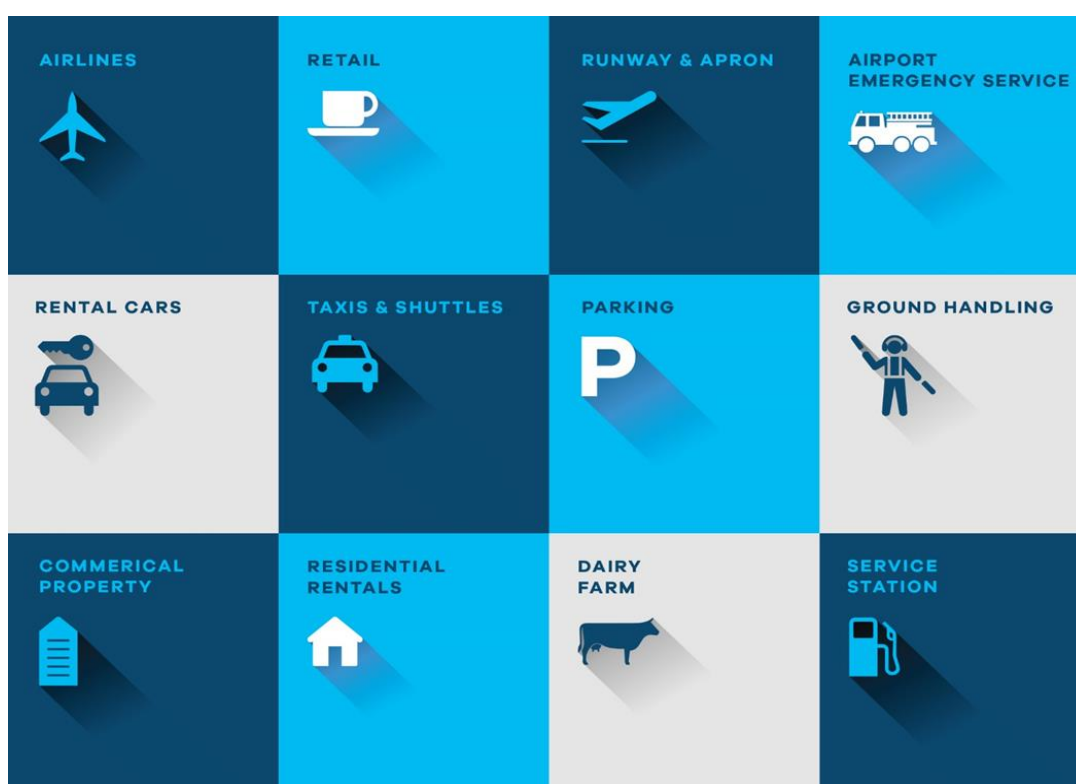 AIRLINES
RETAIL
RUNWAY & APRON
AIRPORT
EMERGENCY SERVICE
RENTAL CARS
TAXIS & SHUTTLES
PARKING
P
GROUND HANDLING
COMMERICAL
PROPERTY
RESIDENTIAL
RENTALS
DAIRY
FARM
SERVICE
STATION